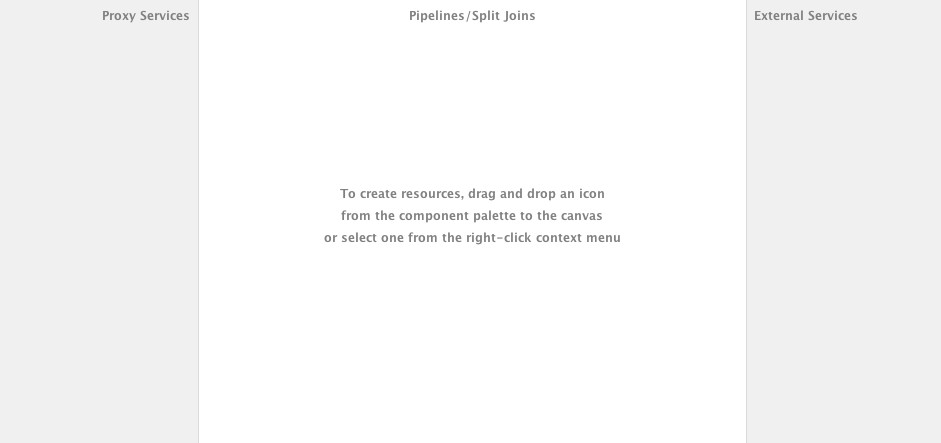 Proxy Services
Pipelines/Split Joins
External Services
To create resources, drag and drop an icon
from the component palette to the canvas
or select one from the right-click context menu